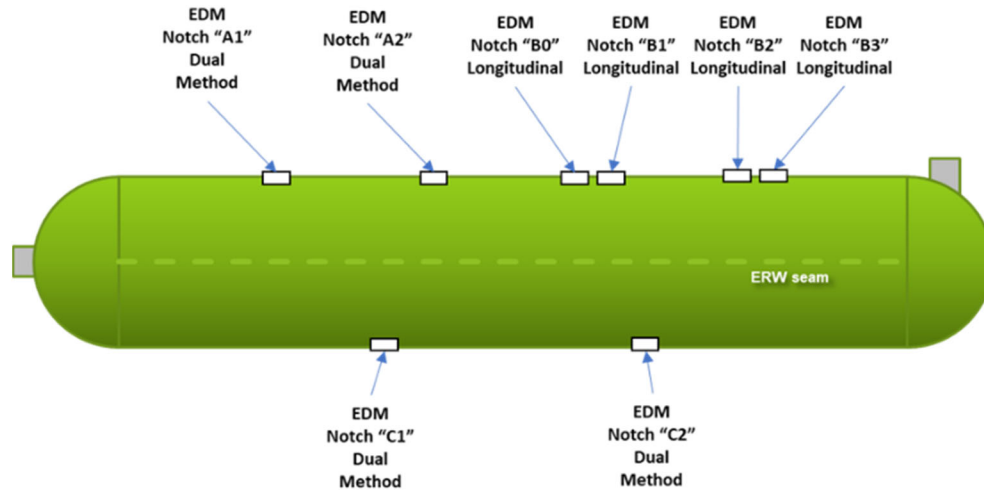 EDM
Notch “A1”
Dual
Method
EDM
Notch “A2”
Dual
Method
EDM
Notch “B0”
Longitudinal
EDM
Notch “B1”
Longitudinal
EDM
Notch “B2”
Longitudinal
EDM
Notch “B3”
Longitudinal
ERW seam
EDM
Notch “C1”
Dual
Method
EDM
Notch “C2”
Dual
Method